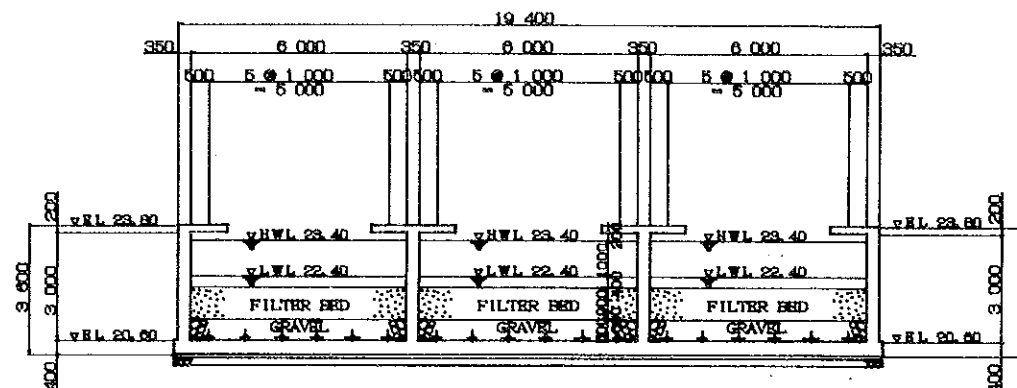 19 400
350 6 000 350 6 000 350 6 000 350
500 5 @ 1 000 500 500 5 @ 1 000 500 500 5 @ 1 000 500
= 5 000 = 5 000 = 5 000
200 EL 23.80 EL 23.80 200
HWL 23.40 HWL 23.40 HWL 23.40
3 600 3 000 1000 3 000
LWL 22.40 LWL 22.40 LWL 22.40
FILTER BED FILTER BED FILTER BED
GRAVEL GRAVEL GRAVEL
EL 20.80 EL 20.80
400 400